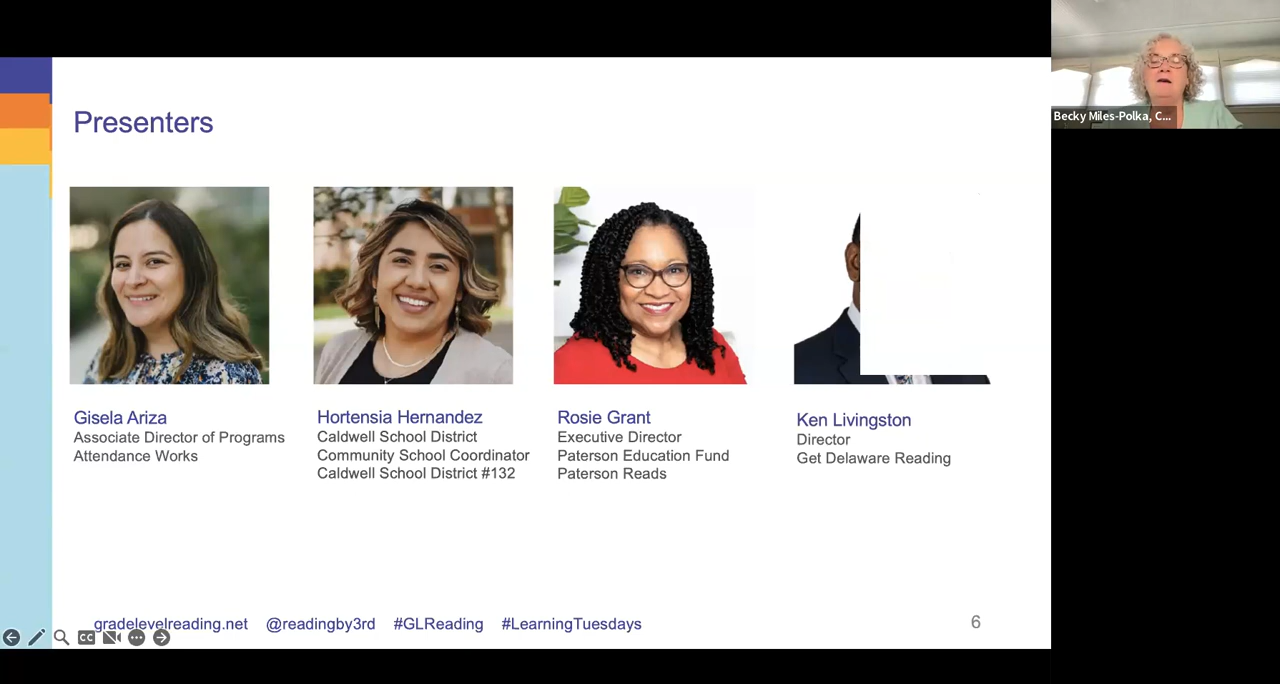 Presenters
Gisela Ariza
Associate Director of Programs
Attendance Works
Hortensia Hernandez
Caldwell School District
Community School Coordinator
Caldwell School District #132
Rosie Grant
Executive Director
Paterson Education Fund
Paterson Reads
Ken Livingston
Director
Get Delaware Reading
gradelevelreading.net @readingby3rd #GLReading #LearningTuesdays
6
CC
Becky Miles-Polka, C...